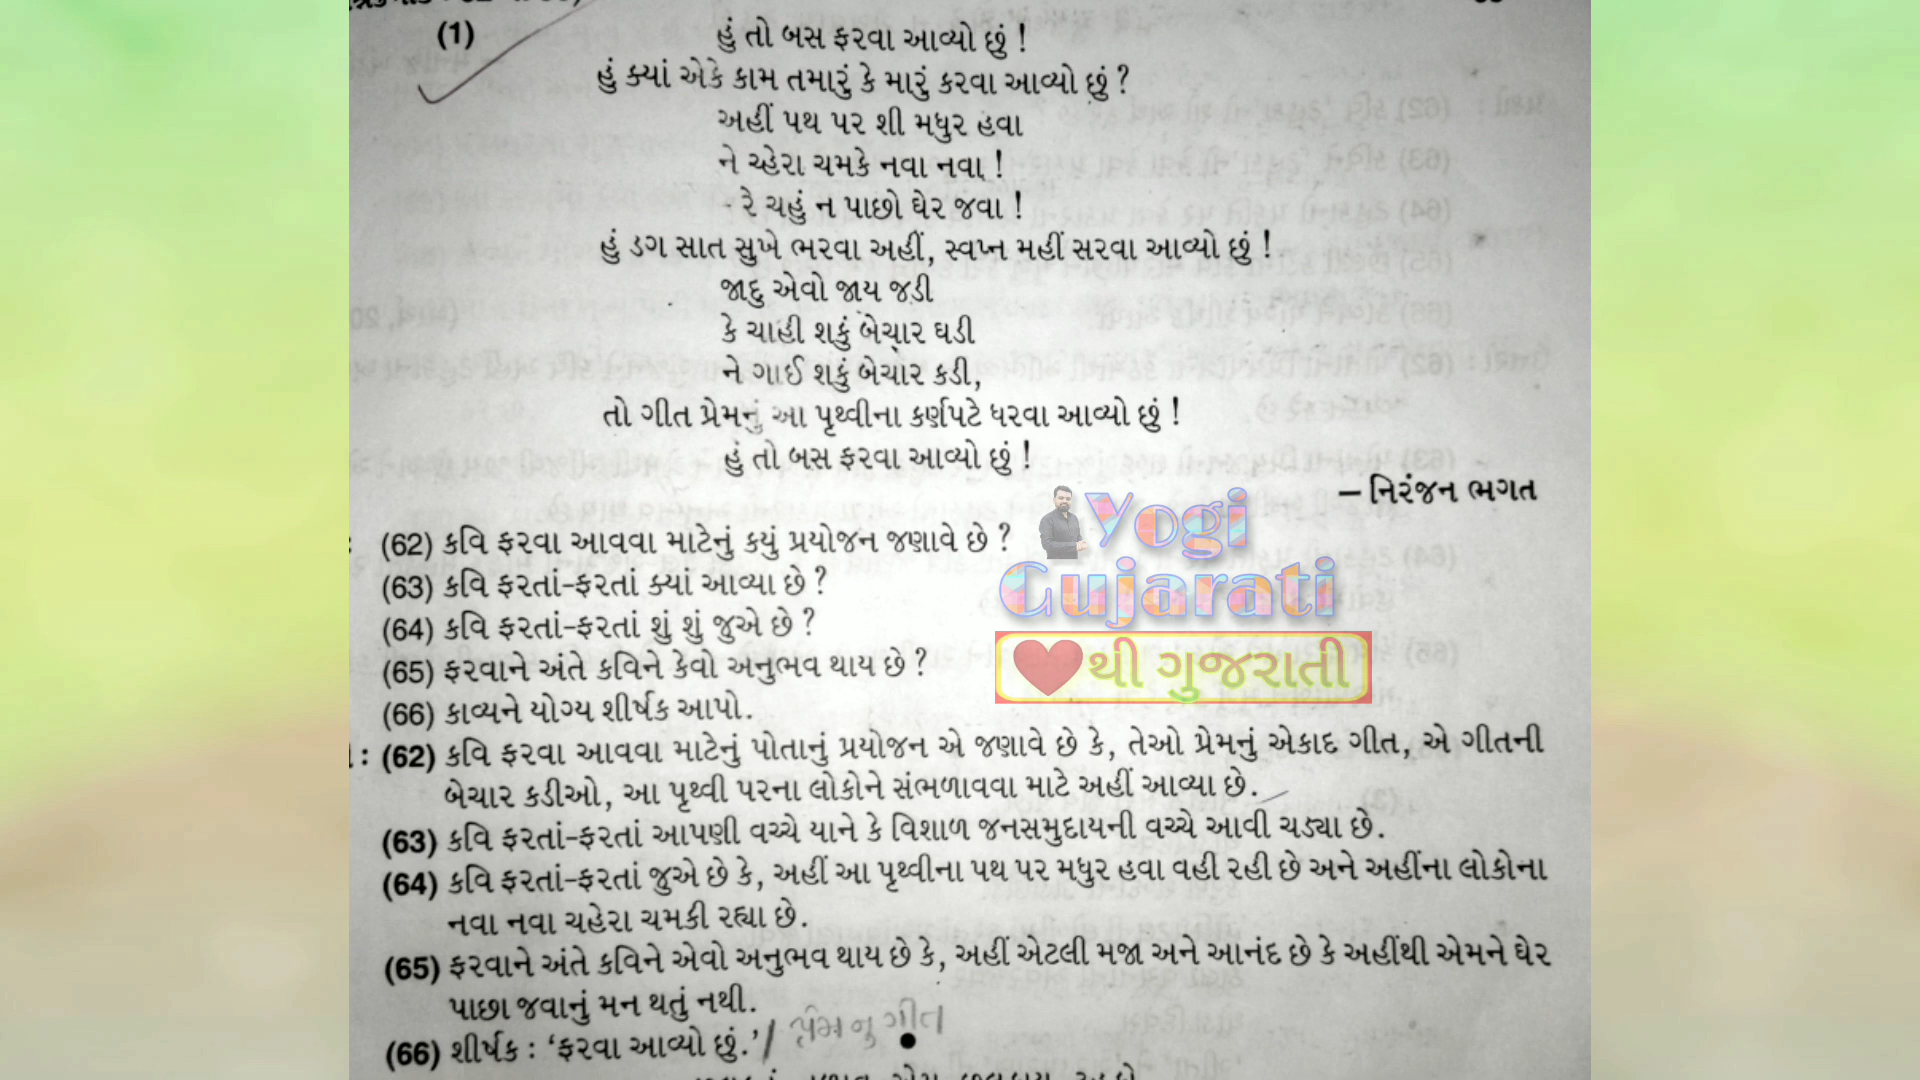 (1) હું તો બસ ફરવા આવ્યો છું !
હું ક્યાં એકે કામ તમારું કે મારું કરવા આવ્યો છું ?
અહીં પથ પર શી મધુર હવા
ને ચ્હેરા ચમકે નવા નવા !
- રે ચહું ન પાછો ઘેર જવા !
હું ડગ સાત સુખે ભરવા અહીં, સ્વપ્ન મહીં સરવા આવ્યો છું !
જાદુ એવો જાય જડી
કે ચાહી શકું બેચાર ઘડી
ને ગાઈ શકું બેચાર કડી,
તો ગીત પ્રેમનું આ પૃથ્વીના કર્ણપટે ધરવા આવ્યો છું !
હું તો બસ ફરવા આવ્યો છું !
– નિરંજન ભગત
Yogi
Gujarati
થી ગુજરાતી
: (62) કવિ ફરવા આવવા માટેનું કયું પ્રયોજન જણાવે છે ?
(63) કવિ ફરતાં-ફરતાં ક્યાં આવ્યા છે ?
(64) કવિ ફરતાં-ફરતાં શું શું જુએ છે ?
(65) ફરવાને અંતે કવિને કેવો અનુભવ થાય છે ?
(66) કાવ્યને યોગ્ય શીર્ષક આપો.
: (62) કવિ ફરવા આવવા માટેનું પોતાનું પ્રયોજન એ જણાવે છે કે, તેઓ પ્રેમનું એકાદ ગીત, એ ગીતની
બેચાર કડીઓ, આ પૃથ્વી પરના લોકોને સંભળાવવા માટે અહીં આવ્યા છે.
(63) કવિ ફરતાં-ફરતાં આપણી વચ્ચે યાને કે વિશાળ જનસમુદાયની વચ્ચે આવી ચડ્યા છે.
(64) કવિ ફરતાં-ફરતાં જુએ છે કે, અહીં આ પૃથ્વીના પથ પર મધુર હવા વહી રહી છે અને અહીંના લોકોના
નવા નવા ચહેરા ચમકી રહ્યા છે.
(65) ફરવાને અંતે કવિને એવો અનુભવ થાય છે કે, અહીં એટલી મજા અને આનંદ છે કે અહીંથી એમને ઘેર
પાછા જવાનું મન થતું નથી.
(66) શીર્ષક : ‘ફરવા આવ્યો છું.’ / પ્રેમનુ ગીત